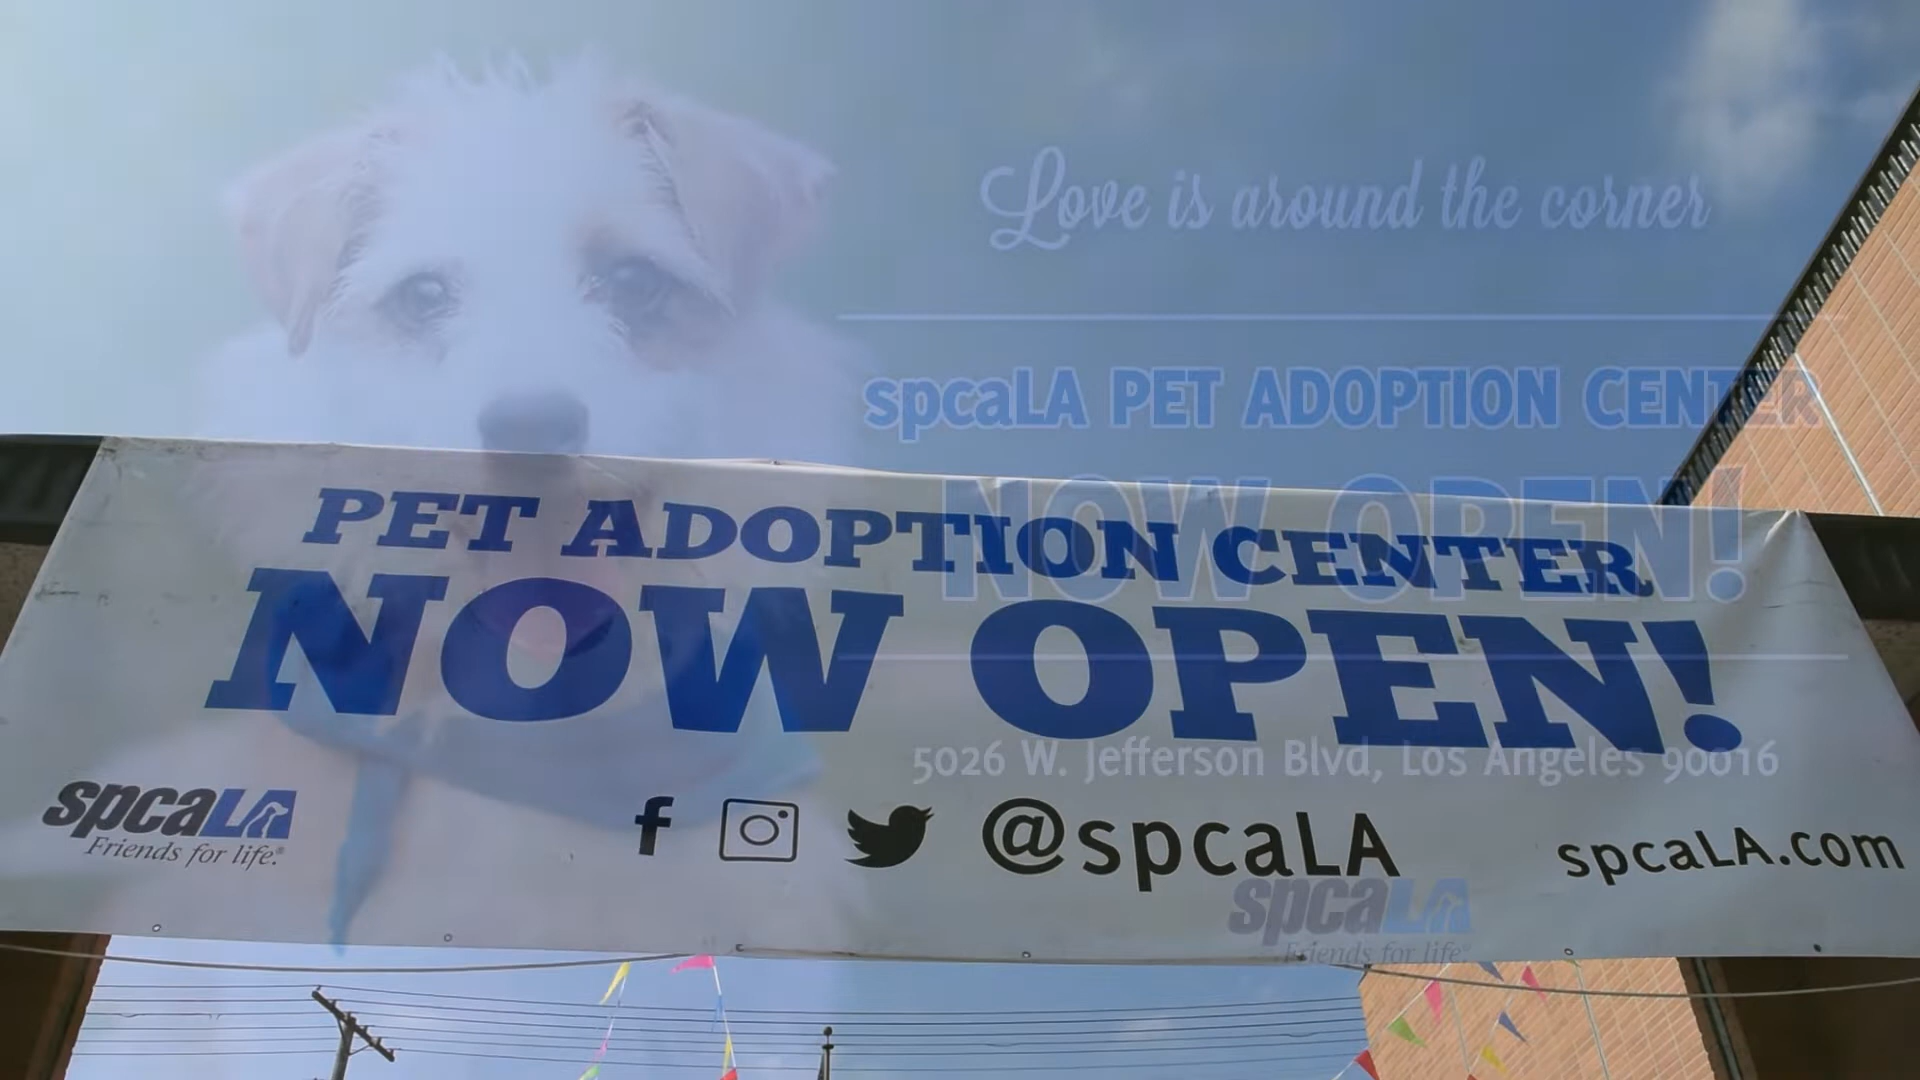 Love is around the corner
spcaLA PET ADOPTION CENTER
NOW OPEN!
PET ADOPTION CENTER
NOW OPEN!
5026 W. Jefferson Blvd, Los Angeles 90016
spcaLA
Friends for life.®
@spcaLA
spcaLA.com
spcaLA
Friends for life.®